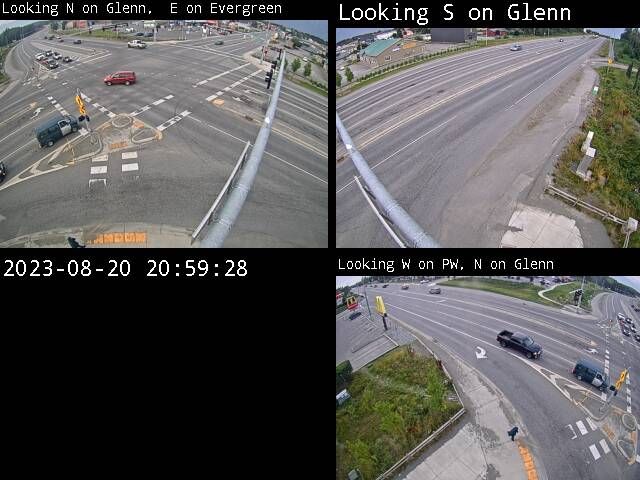 Looking N on Glenn, E on Evergreen
Looking S on Glenn
2023-08-20 20:59:28
Looking W on PW, N on Glenn